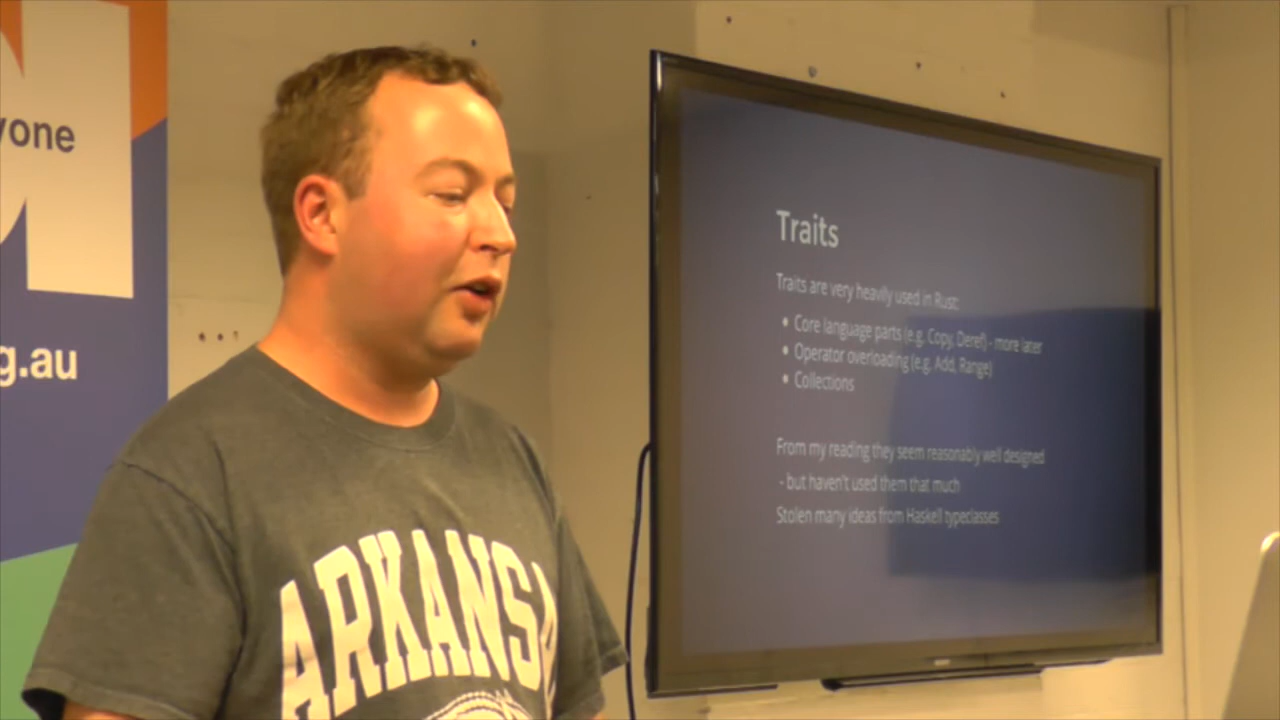 yone
g.au
ARKANSA
Traits
Traits are very heavily used in Rust:
• Core language parts (e.g. Copy, Deref) - more later
• Operator overloading (e.g. Add, Range)
• Collections
From my reading they seem reasonably well designed
- but haven't used them that much
Stolen many ideas from Haskell typeclasses